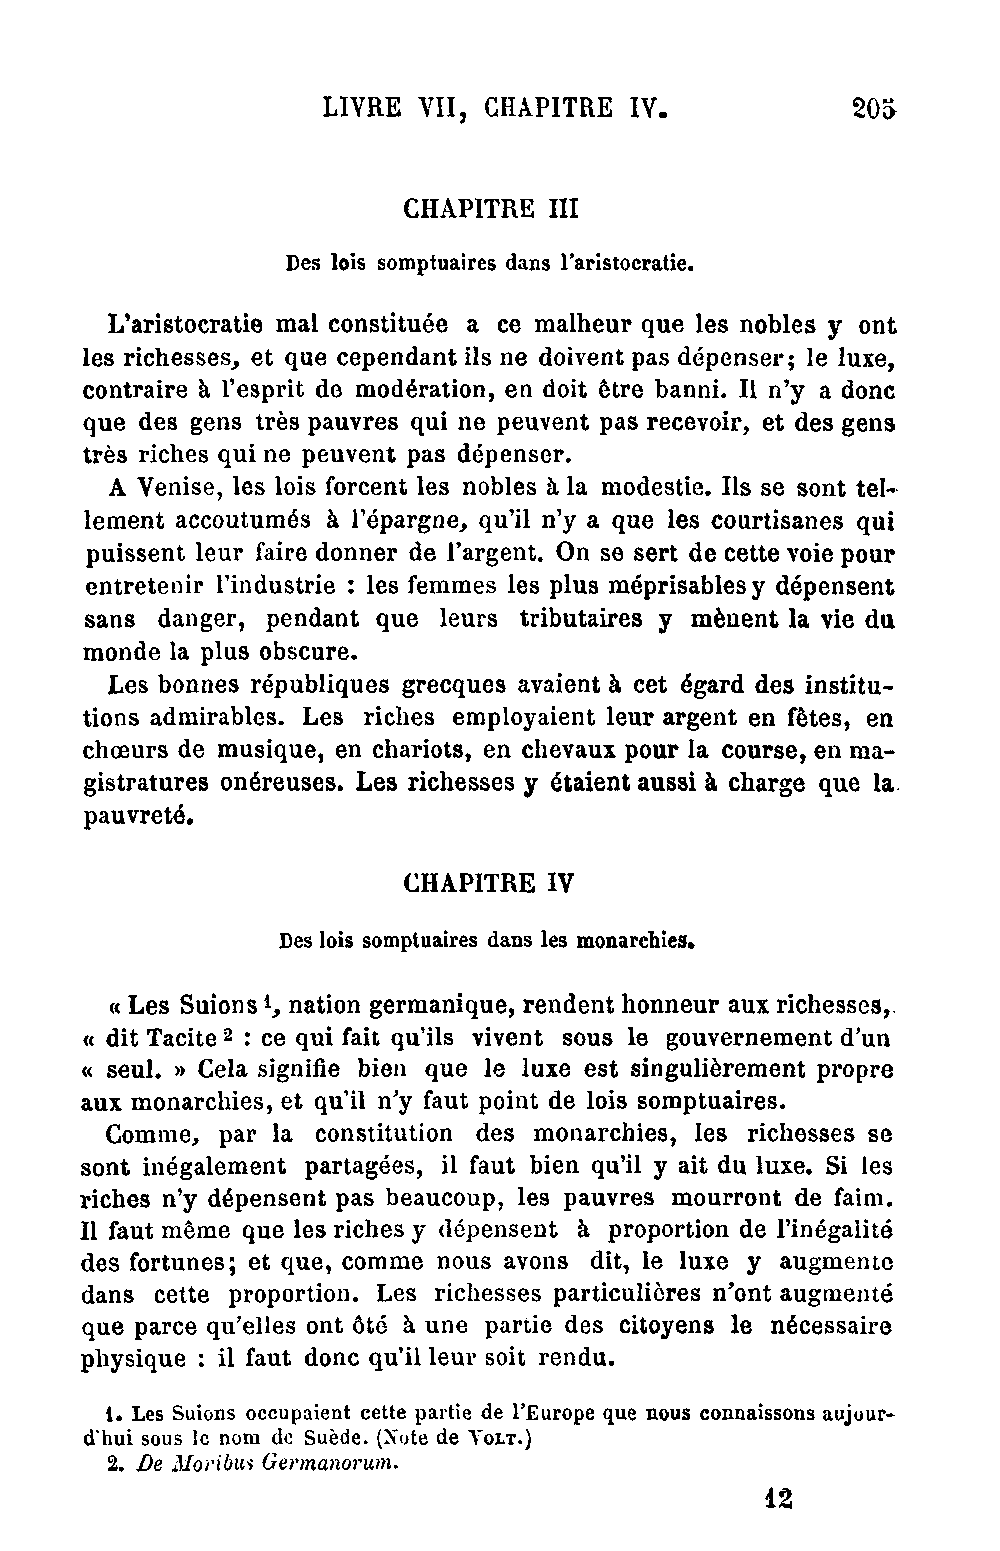 LIVRE VII, CHAPITRE IV. 205
CHAPITRE III
Des lois somptuaires dans l'aristocratie.
L'aristocratie mal constituée a ce malheur que les nobles y ont
les richesses, et que cependant ils ne doivent pas dépenser; le luxe,
contraire à l'esprit de modération, en doit être banni. Il n'y a donc
que des gens très pauvres qui ne peuvent pas recevoir, et des gens
très riches qui ne peuvent pas dépenser.
A Venise, les lois forcent les nobles à la modestie. Ils se sont tel-
lement accoutumés à l'épargne, qu'il n'y a que les courtisanes qui
puissent leur faire donner de l'argent. On se sert de cette voie pour
entretenir l'industrie : les femmes les plus méprisables y dépensent
sans danger, pendant que leurs tributaires y mènent la vie du
monde la plus obscure.
Les bonnes républiques grecques avaient à cet égard des institu-
tions admirables. Les riches employaient leur argent en fêtes, en
chœurs de musique, en chariots, en chevaux pour la course, en ma-
gistratures onéreuses. Les richesses y étaient aussi à charge que la
pauvreté.
CHAPITRE IV
Des lois somptuaires dans les monarchies.
« Les Suions 1, nation germanique, rendent honneur aux richesses,
« dit Tacite 2 : ce qui fait qu'ils vivent sous le gouvernement d'un
« seul. » Cela signifie bien que le luxe est singulièrement propre
aux monarchies, et qu'il n'y faut point de lois somptuaires.
Comme, par la constitution des monarchies, les richesses se
sont inégalement partagées, il faut bien qu'il y ait du luxe. Si les
riches n'y dépensent pas beaucoup, les pauvres mourront de faim.
Il faut même que les riches y dépensent à proportion de l'inégalité
des fortunes; et que, comme nous avons dit, le luxe y augmente
dans cette proportion. Les richesses particulières n'ont augmenté
que parce qu'elles ont ôté à une partie des citoyens le nécessaire
physique : il faut donc qu'il leur soit rendu.
1. Les Suions occupaient cette partie de l'Europe que nous connaissons aujour-
d'hui sous le nom de Suède. (Note de VOLT.)
2. De Moribus Germanorum.
12